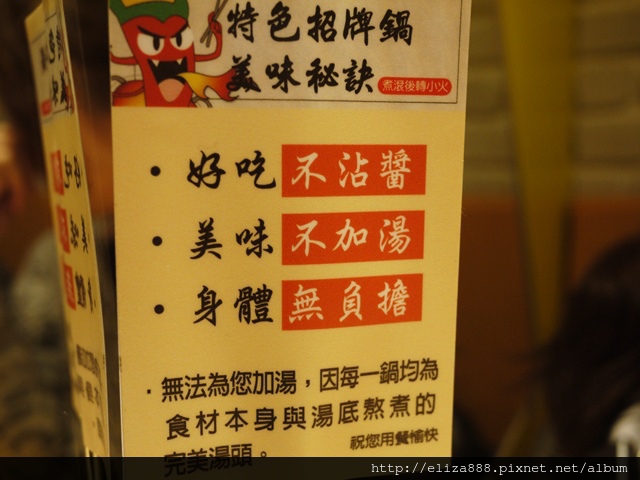 特色招牌鍋
美味秘訣 煮滾後轉小火
• 好吃 不沾醬
• 美味 不加湯
• 身體 無負擔
· 無法為您加湯，因每一鍋均為
食材本身與湯底熬煮的
完美湯頭。 祝您用餐愉快
http://eliza888.pixnet.net/album